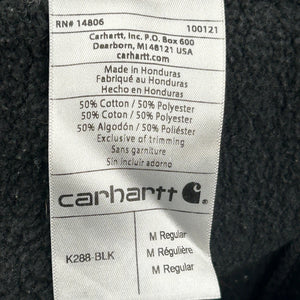 RN# 14806 100121
Carhartt, Inc. P.O. Box 600
Dearborn, MI 48121 USA
carhartt.com
Made in Honduras
Fabriqué au Honduras
Hecho en Honduras
50% Cotton / 50% Polyester
50% Coton / 50% Polyester
50% Algodón / 50% Poliéster
Exclusive of trimming
Sans garniture
Sin incluir adorno
carhartt
K288-BLK
M Regular
M Régulière
M Regular